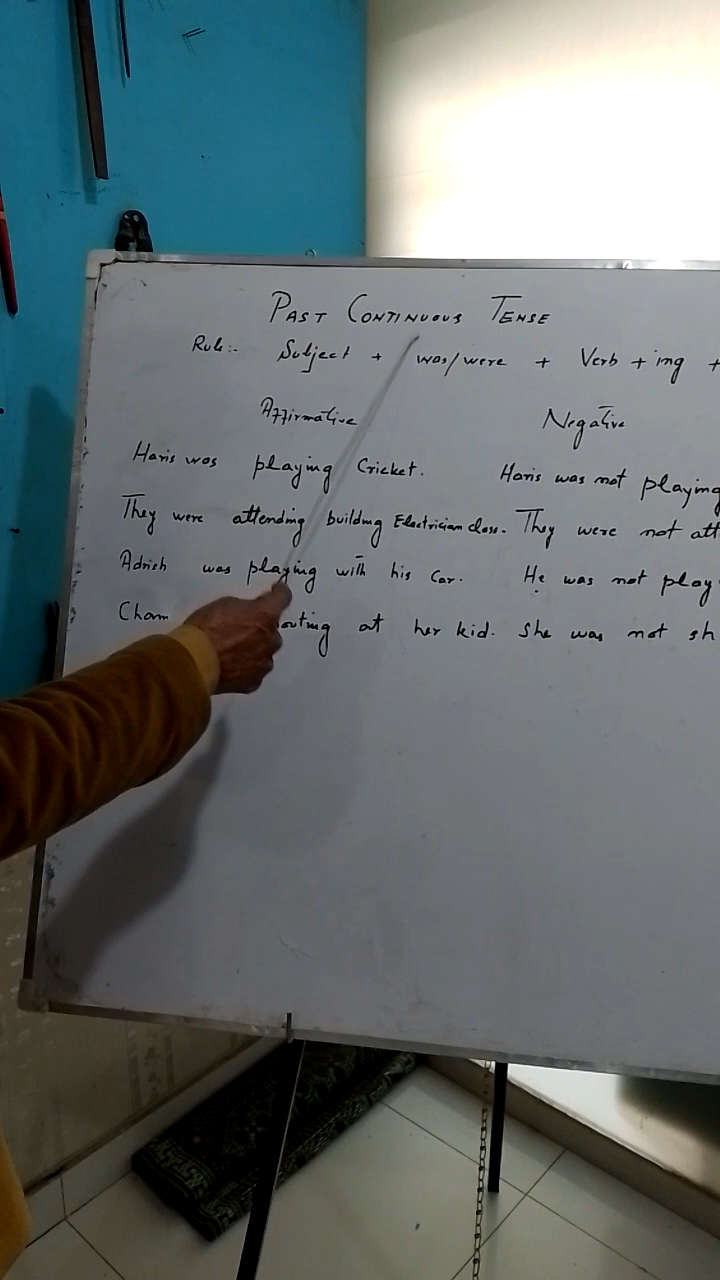 PAST CONTINUOUS TENSE
Rule:- Subject + was/were + Verb + ing +
Affirmative Negative
Haris was playing Cricket. Haris was not playing
They were attending building Electrician class. They were not att
Adrish was playing with his Car. He was not play
Cham outing at her kid. She was not sh